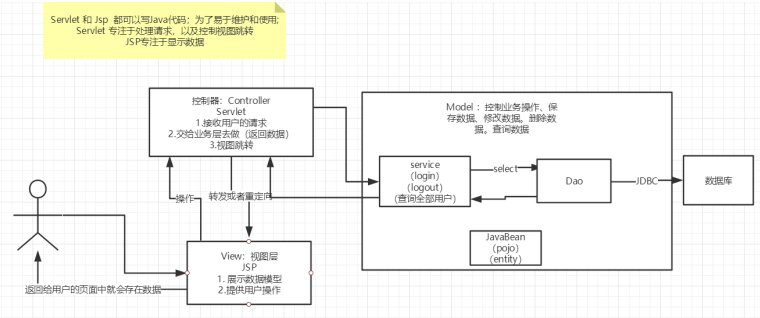 Servlet 和 Jsp 都可以写Java代码；为了易于维护和使用;
Servlet 专注于处理请求，以及控制视图跳转
JSP专注于显示数据
控制器：Controller
Servlet
1.接收用户的请求
2.交给业务层去做（返回数据）
3.视图跳转
Model ：控制业务操作、保
存数据、修改数据。删除数
据。查询数据
service
（login）
（logout）
（查询全部用户）
select
Dao
JDBC
数据库
操作
转发或者重定向
JavaBean
（pojo）
（entity）
View：视图层
JSP
1. 展示数据模型
2.提供用户操作
返回给用户的页面中就会存在数据